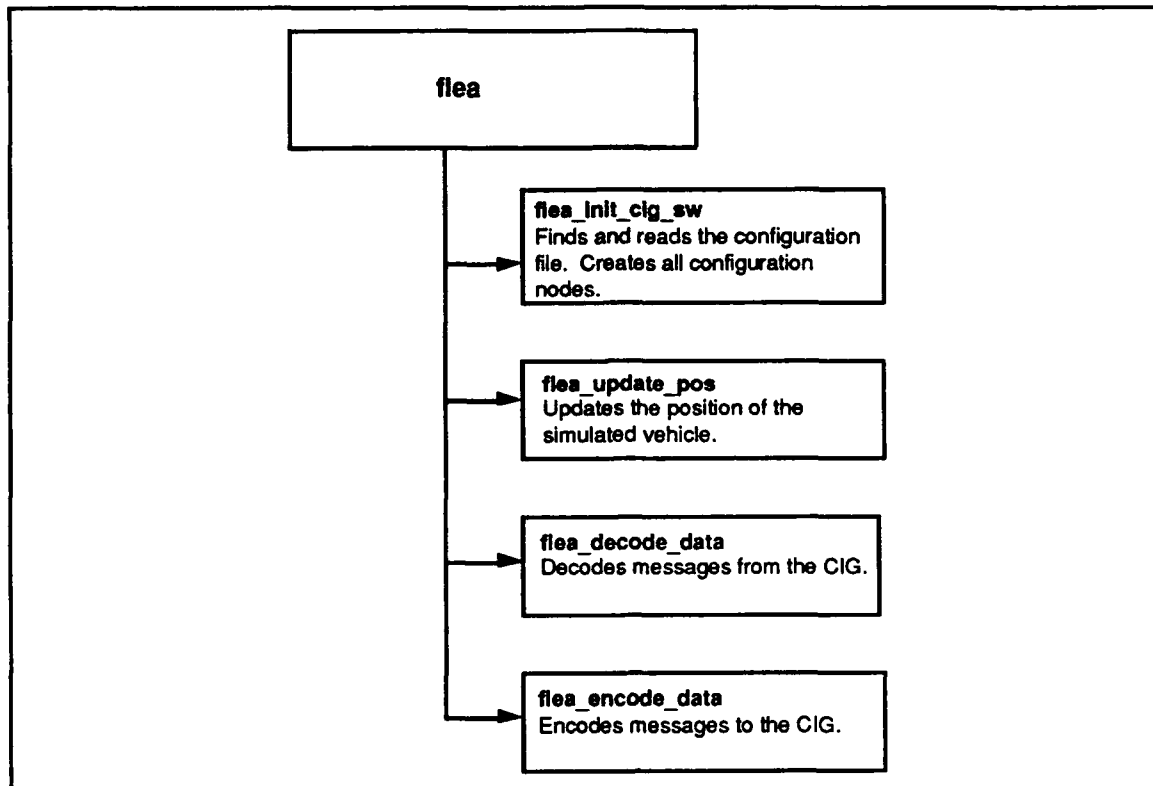 flea
flea_init_cig_sw
Finds and reads the configuration
file. Creates all configuration
nodes.
flea_update_pos
Updates the position of the
simulated vehicle.
flea_decode_data
Decodes messages from the CIG.
flea_encode_data
Encodes messages to the CIG.